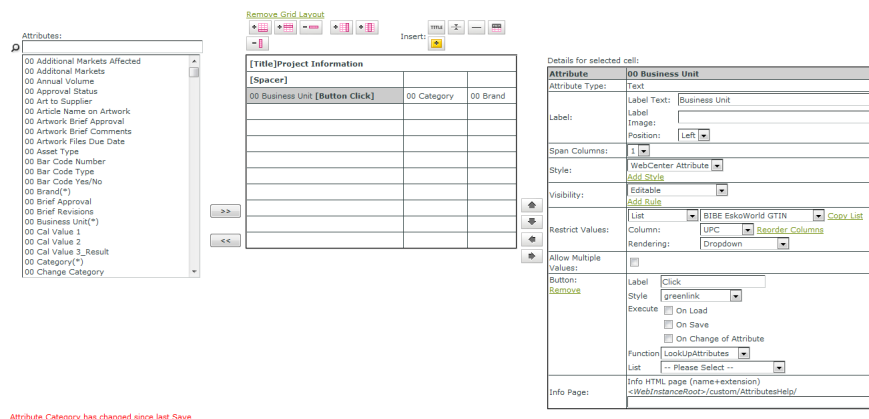 Remove Grid Layout
Insert:
TITLE
Attributes:
00 Additional Markets Affected
00 Additonal Markets
00 Annual Volume
00 Approval Status
00 Art to Supplier
00 Article Name on Artwork
00 Artwork Brief Approval
00 Artwork Brief Comments
00 Artwork Files Due Date
00 Asset Type
00 Bar Code Number
00 Bar Code Type
00 Bar Code Yes/No
00 Brand(*)
00 Brief Approval
00 Brief Revisions
00 Business Unit(*)
00 Cal Value 1
00 Cal Value 2
00 Cal Value 3_Result
00 Category(*)
00 Change Category
>>
<<
[Title]Project Information
[Spacer]
00 Business Unit [Button Click] 00 Category 00 Brand
Details for selected cell:
Attribute 00 Business Unit
Attribute Type: Text
Label: Label Text: Business Unit
Label Image:
Position: Left
Span Columns: 1
Style: WebCenter Attribute
Add Style
Visibility: Editable
Add Rule
Restrict Values: List BIBE EskoWorld GTIN Copy List
Column: UPC Reorder Columns
Rendering: Dropdown
Allow Multiple Values:
Button: Remove
Label Click
Style greenlink
Execute On Load
On Save
On Change of Attribute
Function LookUpAttributes
List -- Please Select --
Info Page: Info HTML page (name+extension)
<WebInstanceRoot>/custom/AttributesHelp/
Attribute Category has changed since last Save